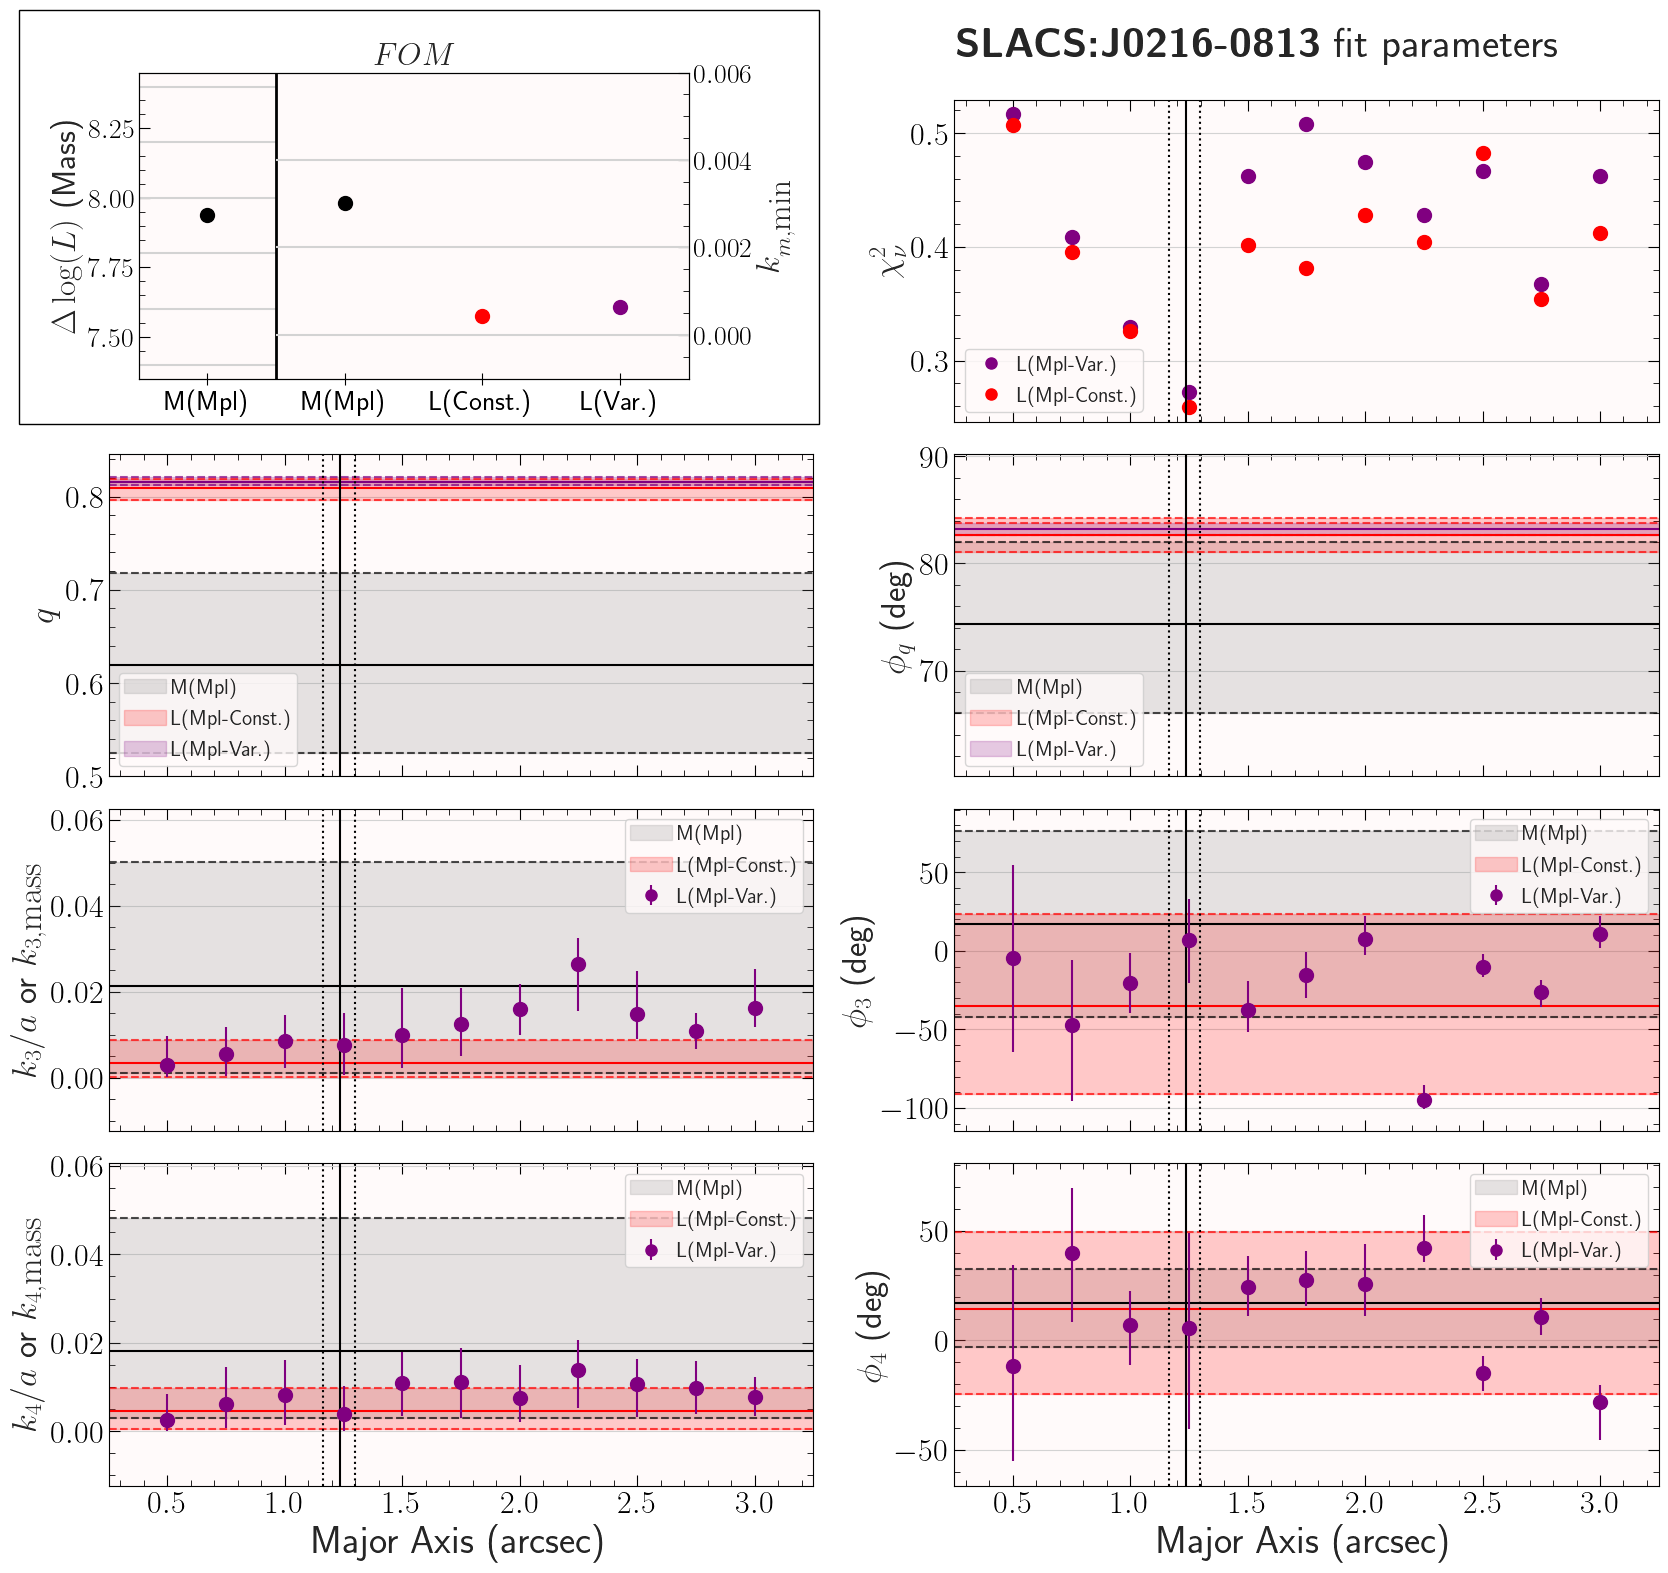 SLACS:J0216-0813 fit parameters
FOM
Δ log(L) (Mass)
8.25
8.00
7.75
7.50
0.006
0.004
0.002
0.000
k_{m,min}
M(Mpl) M(Mpl) L(Const.) L(Var.)
χ²_ν
0.5
0.4
0.3
L(Mpl-Var.)
L(Mpl-Const.)
q
0.8
0.7
0.6
0.5
M(Mpl)
L(Mpl-Const.)
L(Mpl-Var.)
ϕ_q (deg)
90
80
70
M(Mpl)
L(Mpl-Const.)
L(Mpl-Var.)
k_3/a or k_{3,mass}
0.06
0.04
0.02
0.00
M(Mpl)
L(Mpl-Const.)
L(Mpl-Var.)
ϕ_3 (deg)
50
0
−50
−100
M(Mpl)
L(Mpl-Const.)
L(Mpl-Var.)
k_4/a or k_{4,mass}
0.06
0.04
0.02
0.00
M(Mpl)
L(Mpl-Const.)
L(Mpl-Var.)
0.5 1.0 1.5 2.0 2.5 3.0
Major Axis (arcsec)
ϕ_4 (deg)
50
0
−50
M(Mpl)
L(Mpl-Const.)
L(Mpl-Var.)
0.5 1.0 1.5 2.0 2.5 3.0
Major Axis (arcsec)